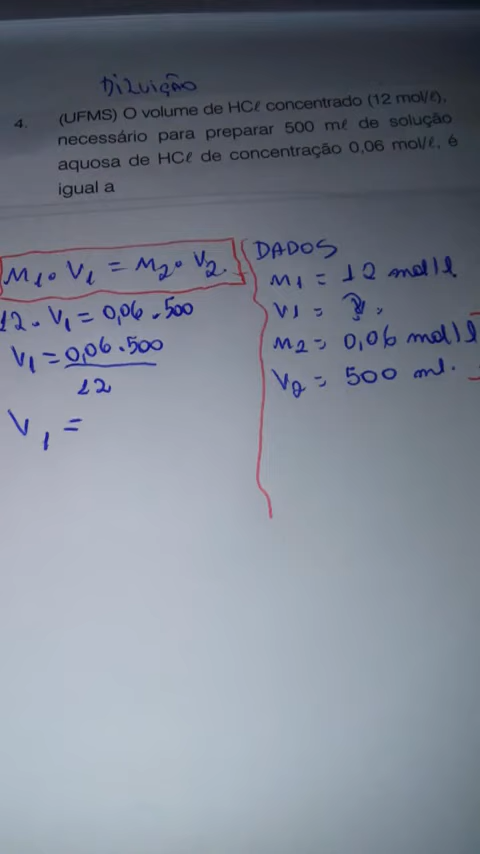 Diluição
4. (UFMS) O volume de HCℓ concentrado (12 mol/ℓ),
necessário para preparar 500 mℓ de solução
aquosa de HCℓ de concentração 0,06 mol/ℓ, é
igual a
M1 . V1 = M2 . V2
12 . V1 = 0,06 . 500
V1 = 0,06 . 500
12
V1 =
DADOS
M1 = 12 mol/l
V1 = ?
M2 = 0,06 mol/l
V2 = 500 ml.